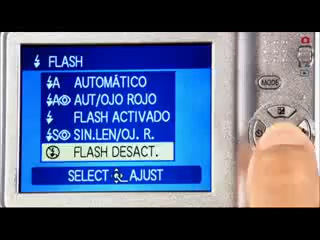 FLASH
A AUTOMÁTICO
A AUT/OJO ROJO
FLASH ACTIVADO
S SIN.LEN/OJ. R.
FLASH DESACT.
SELECT AJUST
MODE